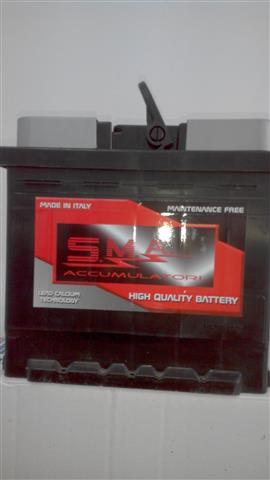 MADE IN ITALY
MAINTENANCE FREE
S.M.A.
ACCUMULATORI
LEAD CALCIUM
TECHNOLOGY
HIGH QUALITY BATTERY